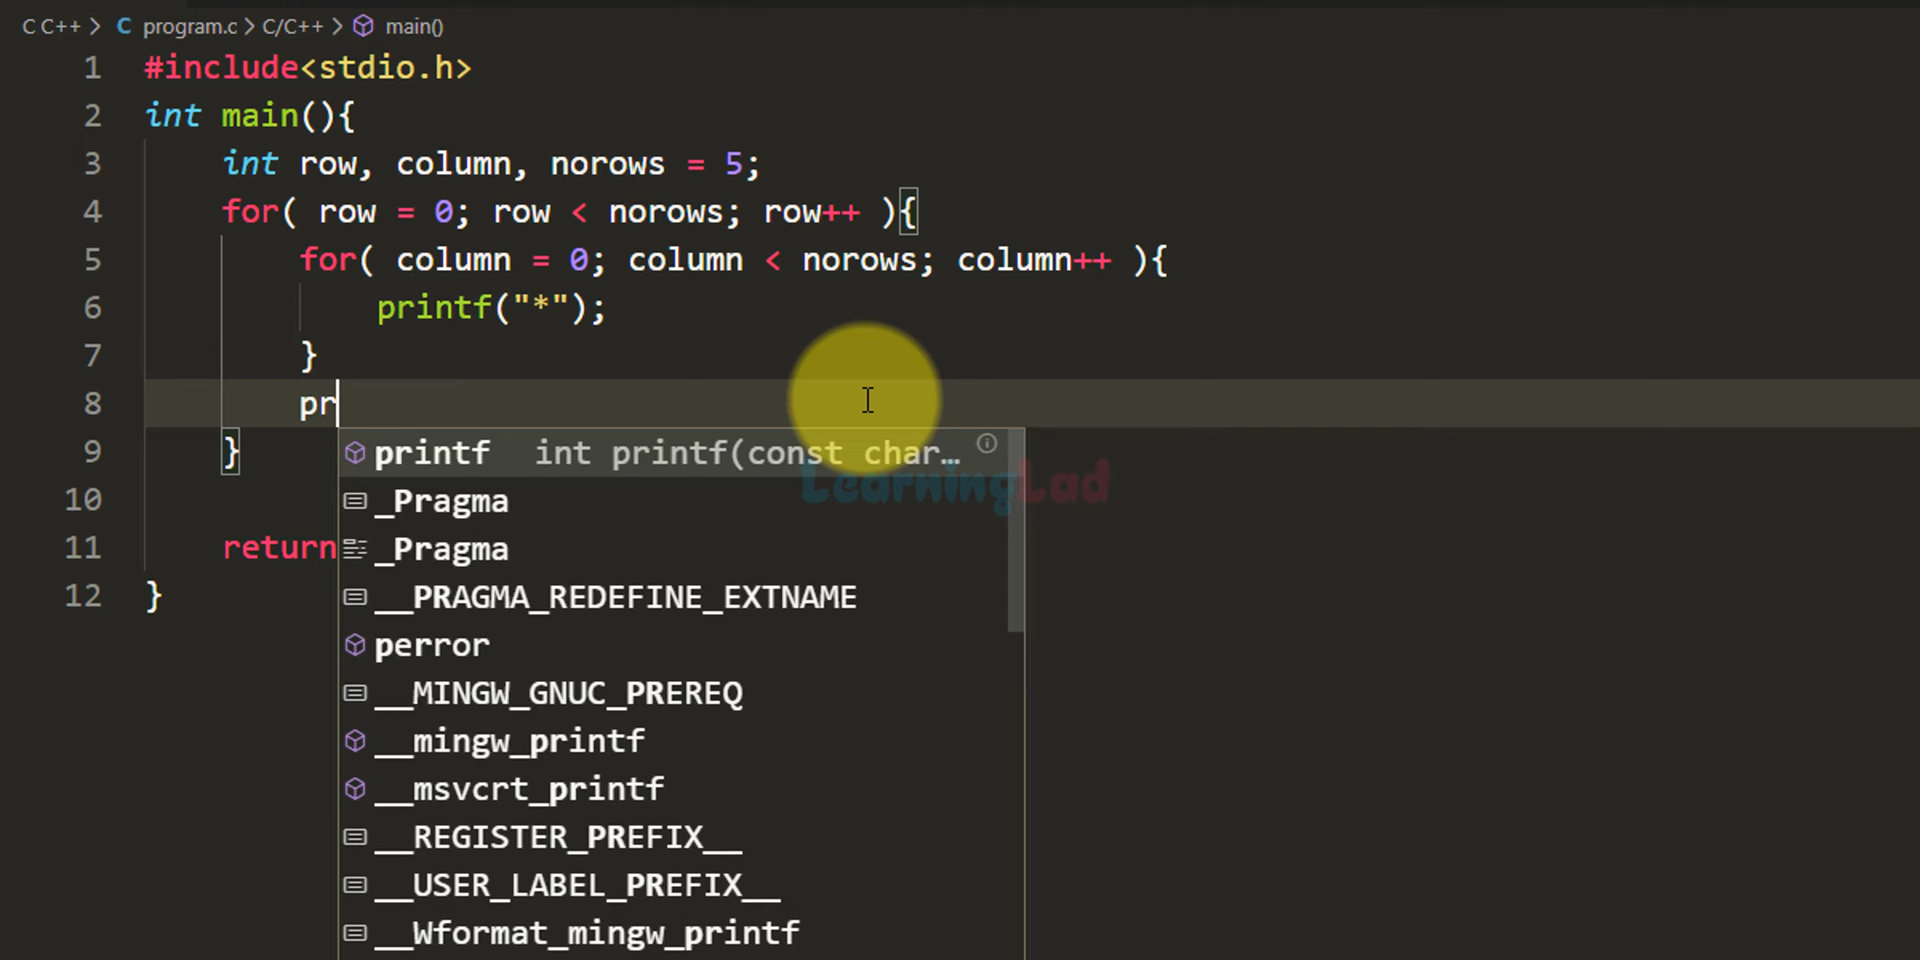 C C++ > C program.c > C/C++ > main()
1 #include<stdio.h>
2 int main(){
3 int row, column, norows = 5;
4 for( row = 0; row < norows; row++ ){
5 for( column = 0; column < norows; column++ ){
6 printf("*");
7 }
8 pr
9 } printf int printf(const char…
LearningLad
10 _Pragma
11 return _Pragma
12 } __PRAGMA_REDEFINE_EXTNAME
perror
__MINGW_GNUC_PREREQ
__mingw_printf
__msvcrt_printf
__REGISTER_PREFIX__
__USER_LABEL_PREFIX__
__Wformat_mingw_printf